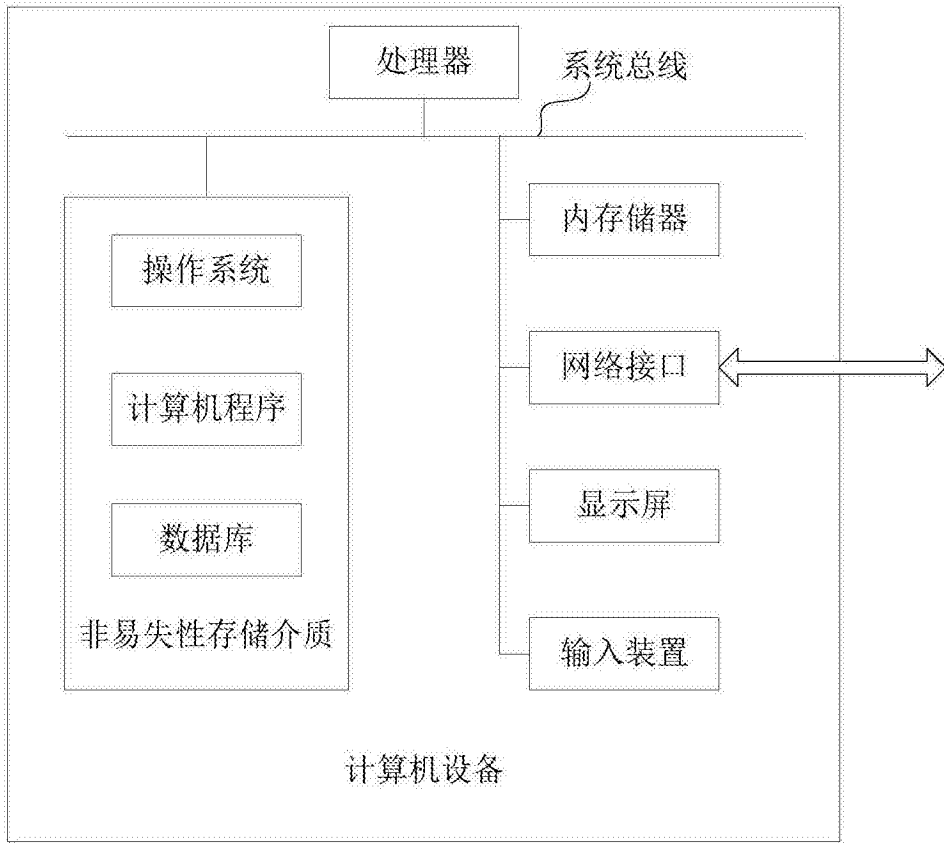 处理器
系统总线
内存储器
操作系统
网络接口
计算机程序
显示屏
数据库
非易失性存储介质
输入装置
计算机设备